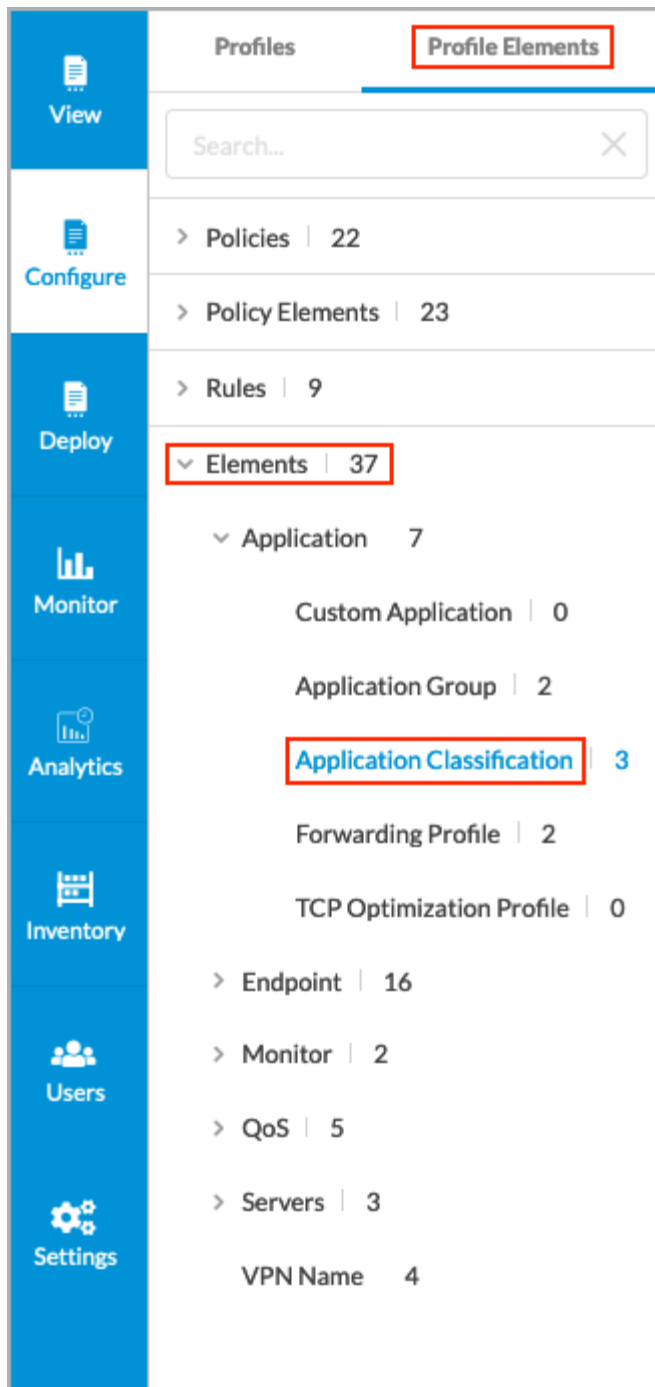 View
Configure
Deploy
Monitor
Analytics
Inventory
Users
Settings
Profiles
Profile Elements
Search...
Policies 22
Policy Elements 23
Rules 9
Elements 37
Application 7
Custom Application 0
Application Group 2
Application Classification 3
Forwarding Profile 2
TCP Optimization Profile 0
Endpoint 16
Monitor 2
QoS 5
Servers 3
VPN Name 4